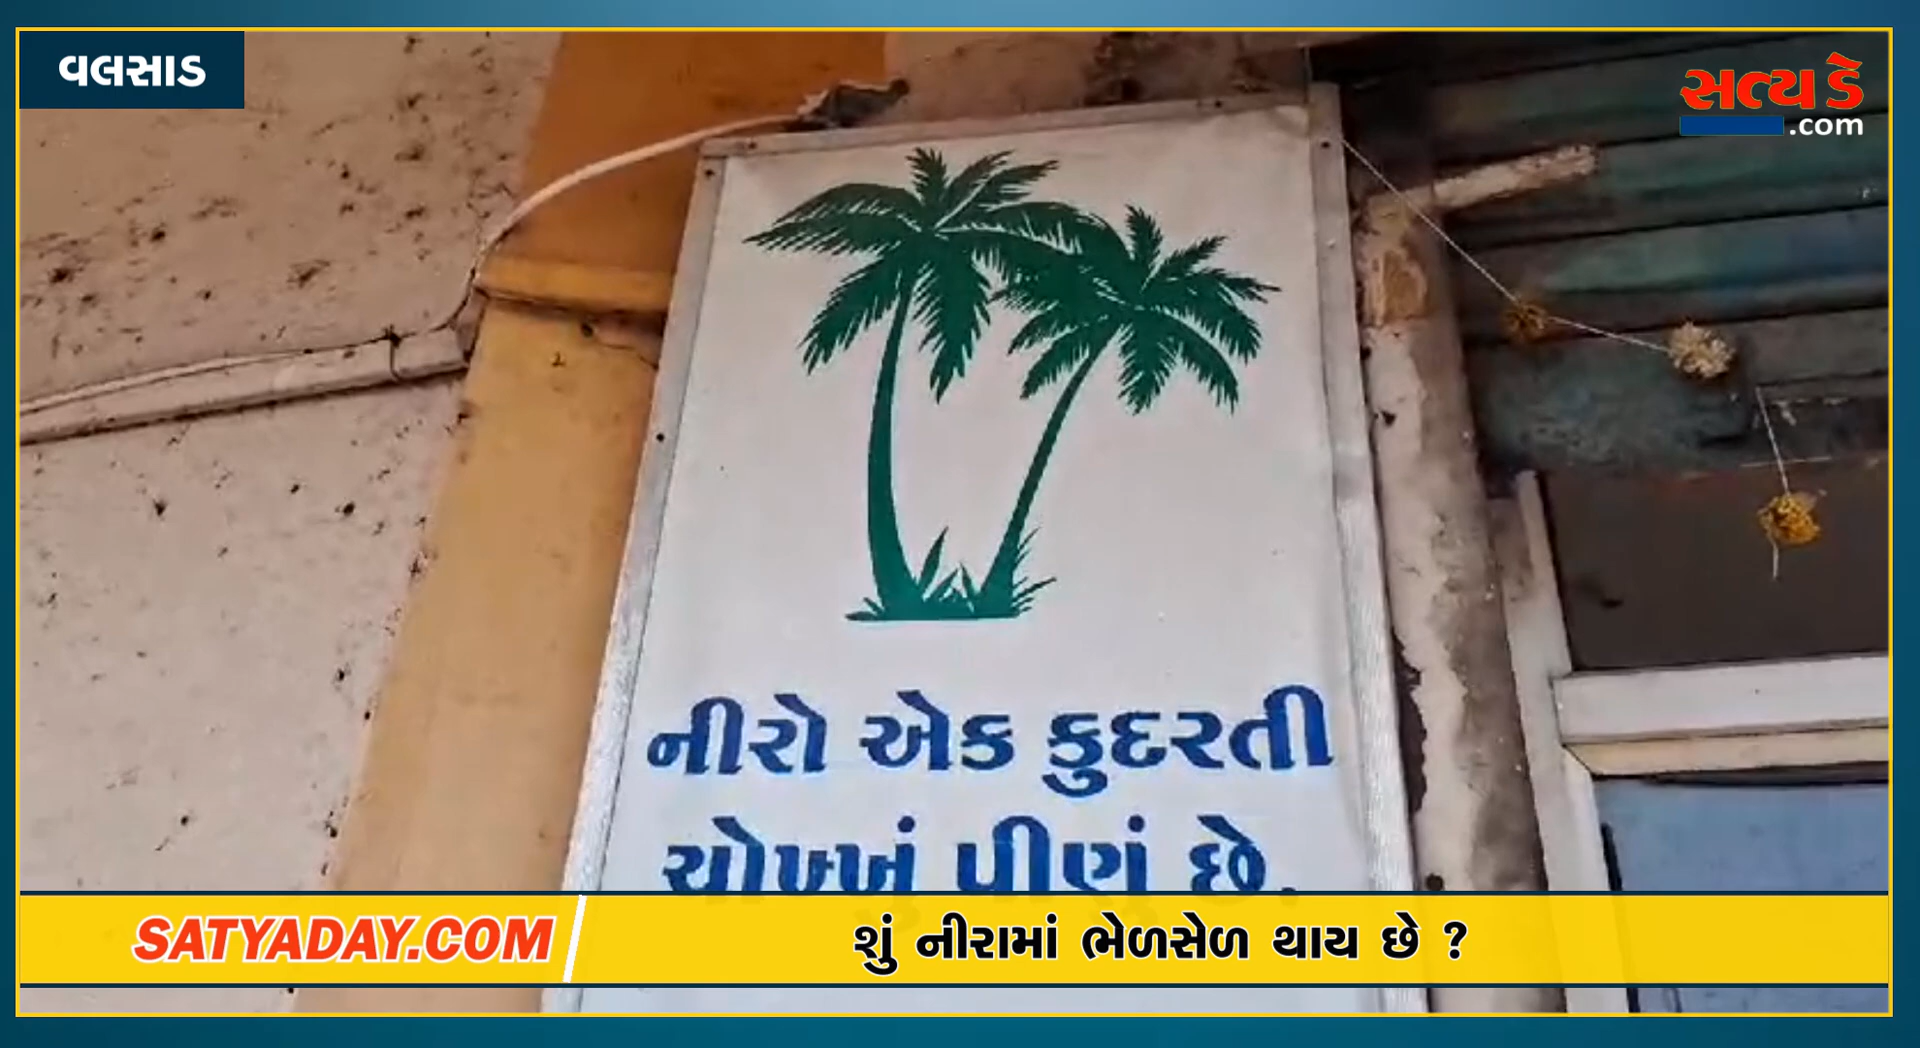 વલસાડ
સત્ય ડે
.com
નીરો એક કુદરતી
ચોખ્ખું પીણું છે.
SATYADAY.COM
શું નીરામાં ભેળસેળ થાય છે ?